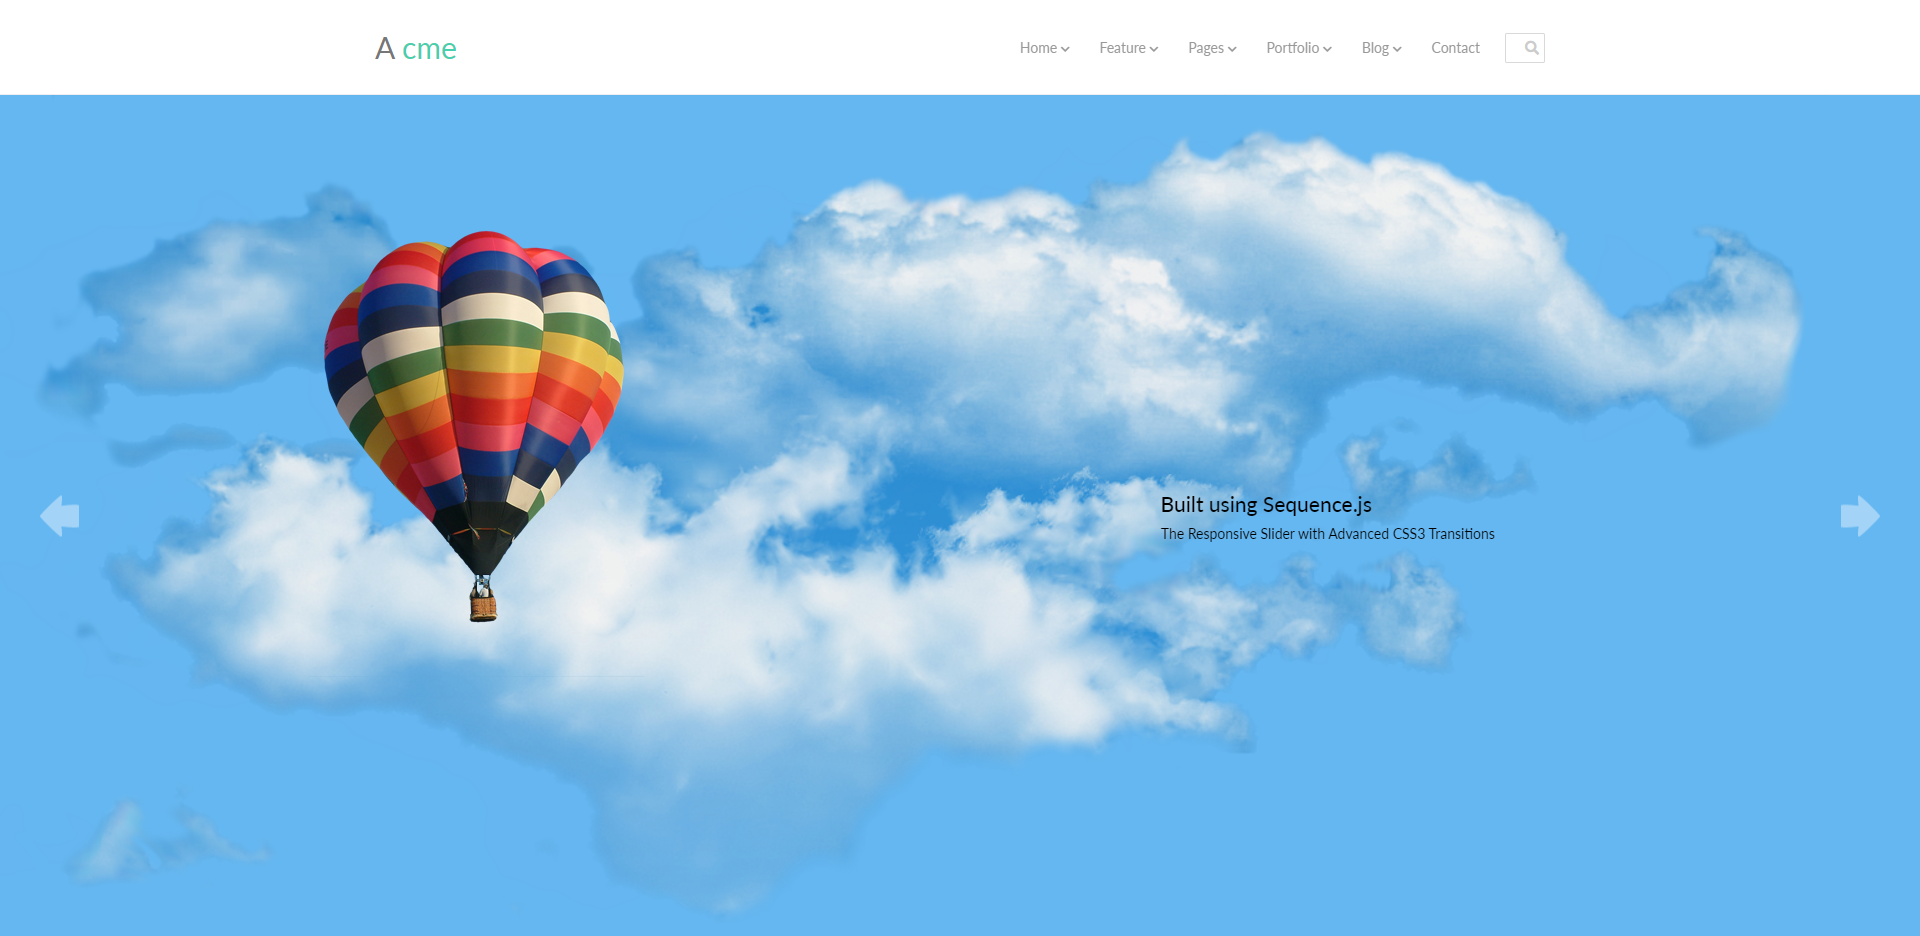 A cme
Home
Feature
Pages
Portfolio
Blog
Contact
Built using Sequence.js
The Responsive Slider with Advanced CSS3 Transitions